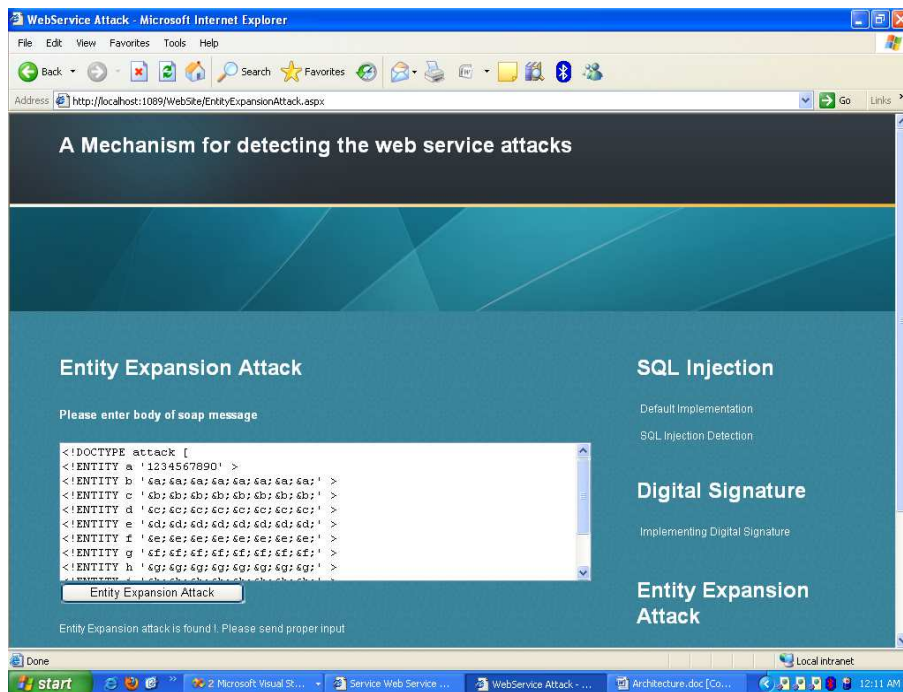 WebService Attack - Microsoft Internet Explorer
File Edit View Favorites Tools Help
Back Search Favorites
Address http://localhost:1089/WebSite/EntityExpansionAttack.aspx Go Links
A Mechanism for detecting the web service attacks
Entity Expansion Attack
Please enter body of soap message
<!DOCTYPE attack [
<!ENTITY a '1234567890' >
<!ENTITY b '&a;&a;&a;&a;&a;&a;&a;&a;' >
<!ENTITY c '&b;&b;&b;&b;&b;&b;&b;&b;' >
<!ENTITY d '&c;&c;&c;&c;&c;&c;&c;&c;' >
<!ENTITY e '&d;&d;&d;&d;&d;&d;&d;&d;' >
<!ENTITY f '&e;&e;&e;&e;&e;&e;&e;&e;' >
<!ENTITY g '&f;&f;&f;&f;&f;&f;&f;&f;' >
<!ENTITY h '&g;&g;&g;&g;&g;&g;&g;&g;' >
Entity Expansion Attack
Entity Expansion attack is found !. Please send proper input
SQL Injection
Default Implementation
SQL Injection Detection
Digital Signature
Implementing Digital Signature
Entity Expansion
Attack
Done Local intranet
start 2 Microsoft Visual St... Service Web Service ... WebService Attack - ... Architecture.doc [Co... 12:11 AM